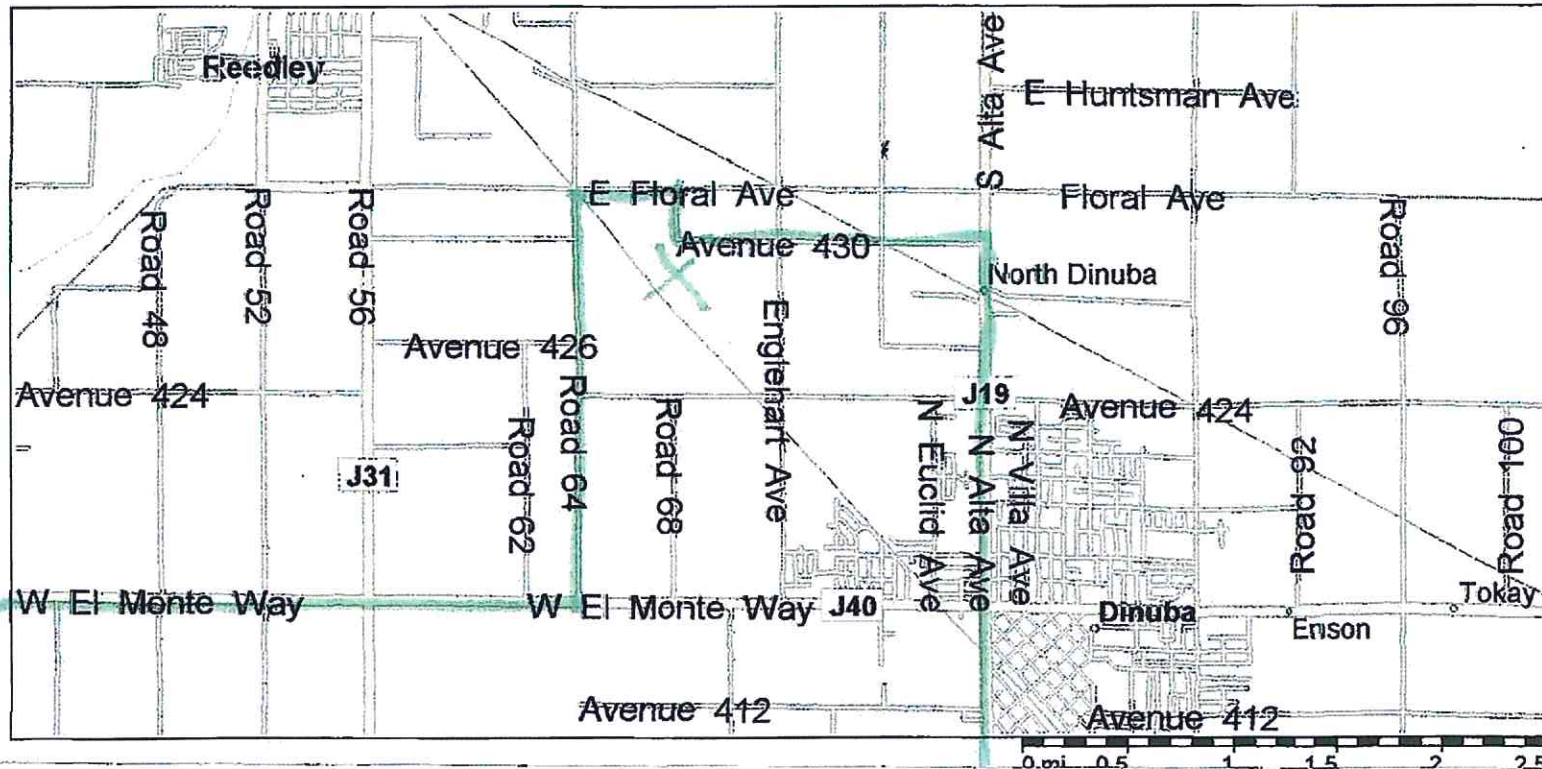 Reedley
S Alta Ave
E Huntsman Ave
E Floral Ave
Floral Ave
Road 48
Road 52
Road 56
Avenue 430
North Dinuba
Road 96
Avenue 426
Englehart Ave
Avenue 424
J19
Avenue 424
Road 64
Road 62
Road 68
J31
N Euclid Ave
N Alta Ave
N Villa Ave
Road 92
Road 100
W El Monte Way
W El Monte Way
J40
Dinuba
Enson
Tokay
Avenue 412
Avenue 412
0 mi 0.5 1 1.5 2 2.5